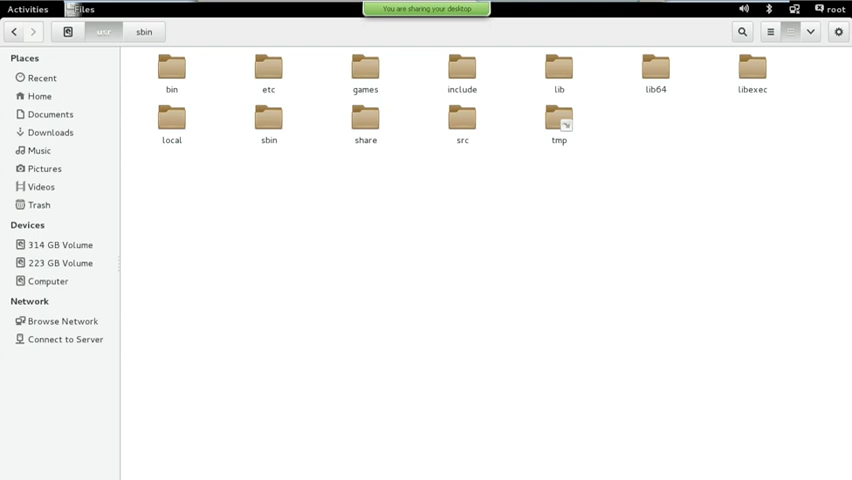 Activities Files You are sharing your desktop root
usr sbin
Places
Recent
Home
Documents
Downloads
Music
Pictures
Videos
Trash
Devices
314 GB Volume
223 GB Volume
Computer
Network
Browse Network
Connect to Server
bin etc games include lib lib64 libexec
local sbin share src tmp